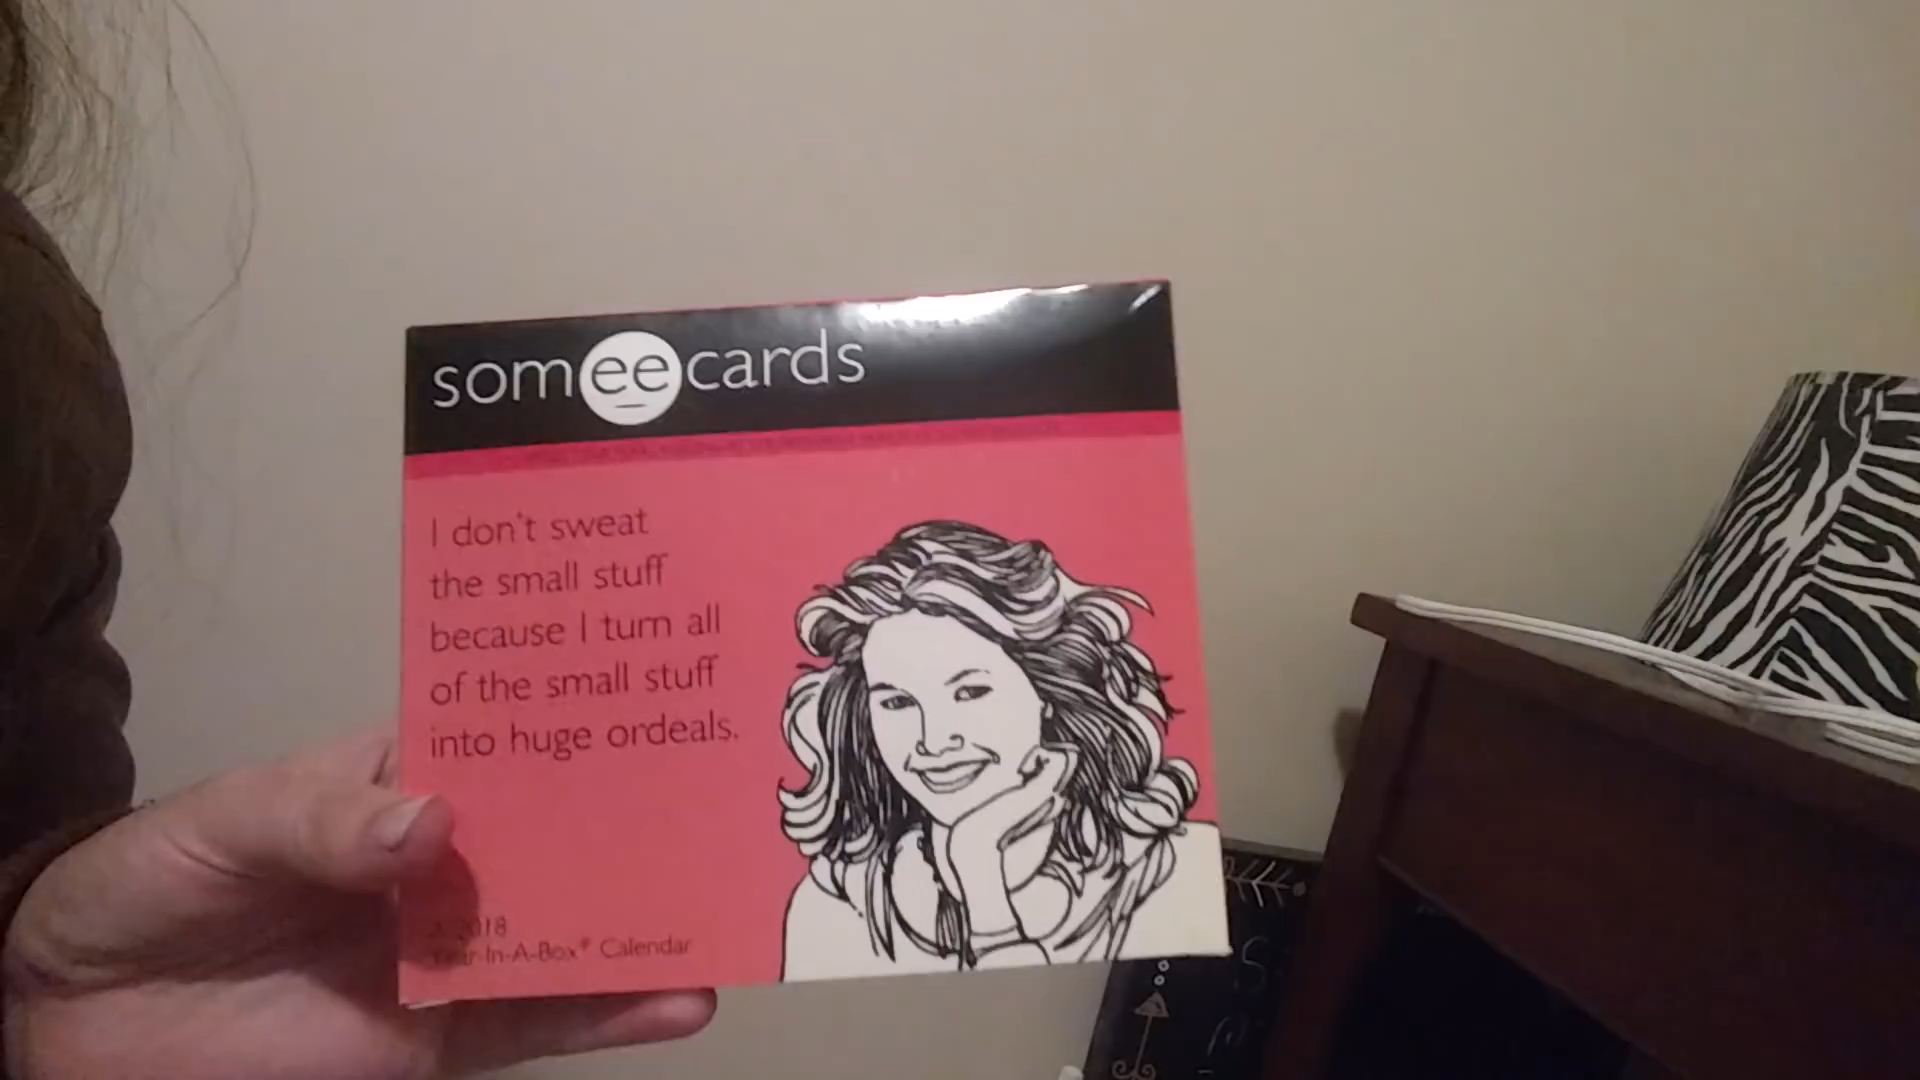 someecards
I don't sweat
the small stuff
because I turn all
of the small stuff
into huge ordeals.
2018
Year-In-A-Box® Calendar